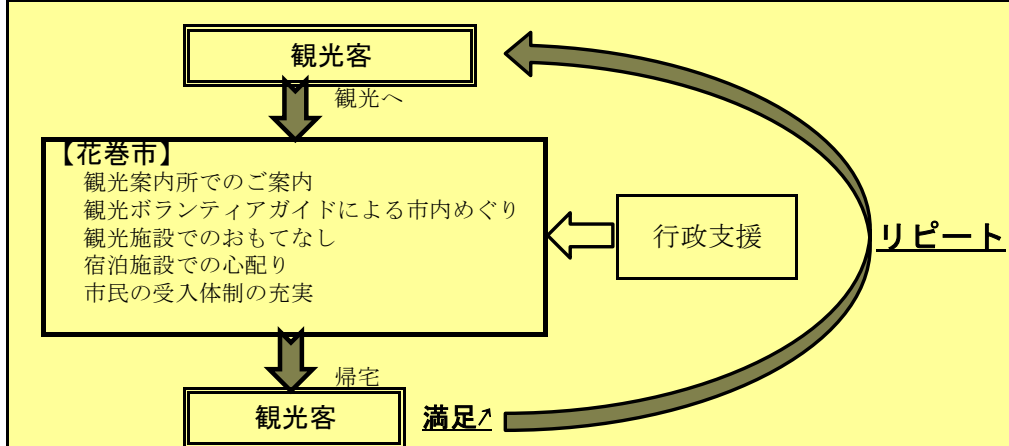 観光客
観光へ
【花巻市】
観光案内所でのご案内
観光ボランティアガイドによる市内めぐり
観光施設でのおもてなし
宿泊施設での心配り
市民の受入体制の充実
行政支援
リピート
帰宅
観光客
満足↗